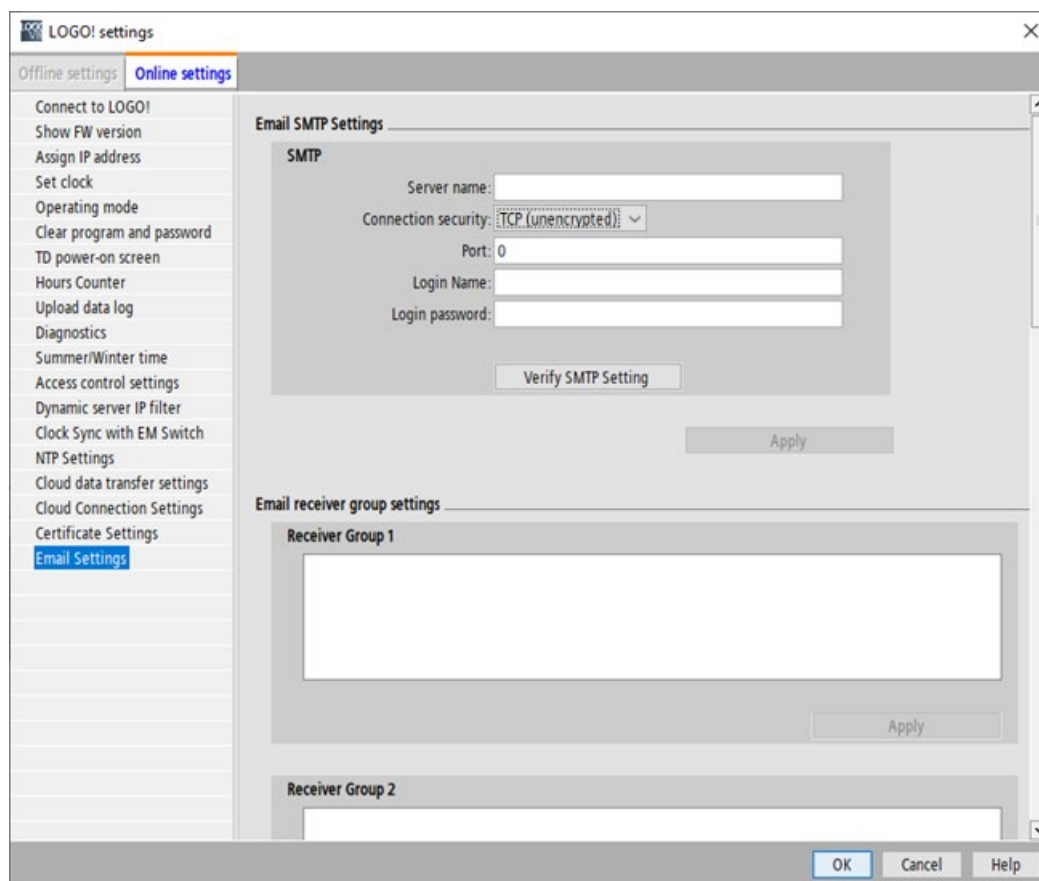 LOGO! settings
Offline settings
Online settings
Connect to LOGO!
Show FW version
Assign IP address
Set clock
Operating mode
Clear program and password
TD power-on screen
Hours Counter
Upload data log
Diagnostics
Summer/Winter time
Access control settings
Dynamic server IP filter
Clock Sync with EM Switch
NTP Settings
Cloud data transfer settings
Cloud Connection Settings
Certificate Settings
Email Settings
Email SMTP Settings
SMTP
Server name:
Connection security: TCP (unencrypted)
Port: 0
Login Name:
Login password:
Verify SMTP Setting
Apply
Email receiver group settings
Receiver Group 1
Apply
Receiver Group 2
OK Cancel Help